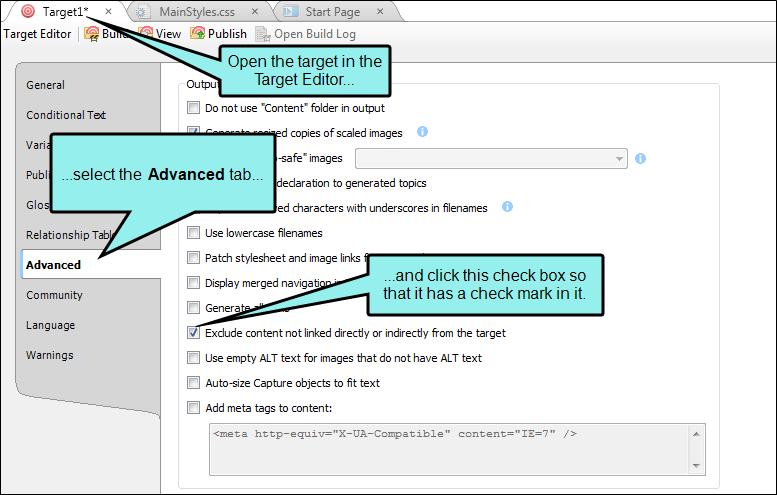 Target1* MainStyles.css Start Page
Target Editor Build View Publish Open Build Log
Open the target in the
Target Editor...
General
Conditional Text
Glos
Relationship Table
Advanced
Community
Language
Warnings
...select the Advanced tab...
Output
Do not use "Content" folder in output
Generate resized copies of scaled images
-safe" images
declaration to generated topics
characters with underscores in filenames
Use lowercase filenames
Patch stylesheet and image links
Display merged navigation
...and click this check box so
that it has a check mark in it.
Generate
Exclude content not linked directly or indirectly from the target
Use empty ALT text for images that do not have ALT text
Auto-size Capture objects to fit text
Add meta tags to content:
<meta http-equiv="X-UA-Compatible" content="IE=7" />